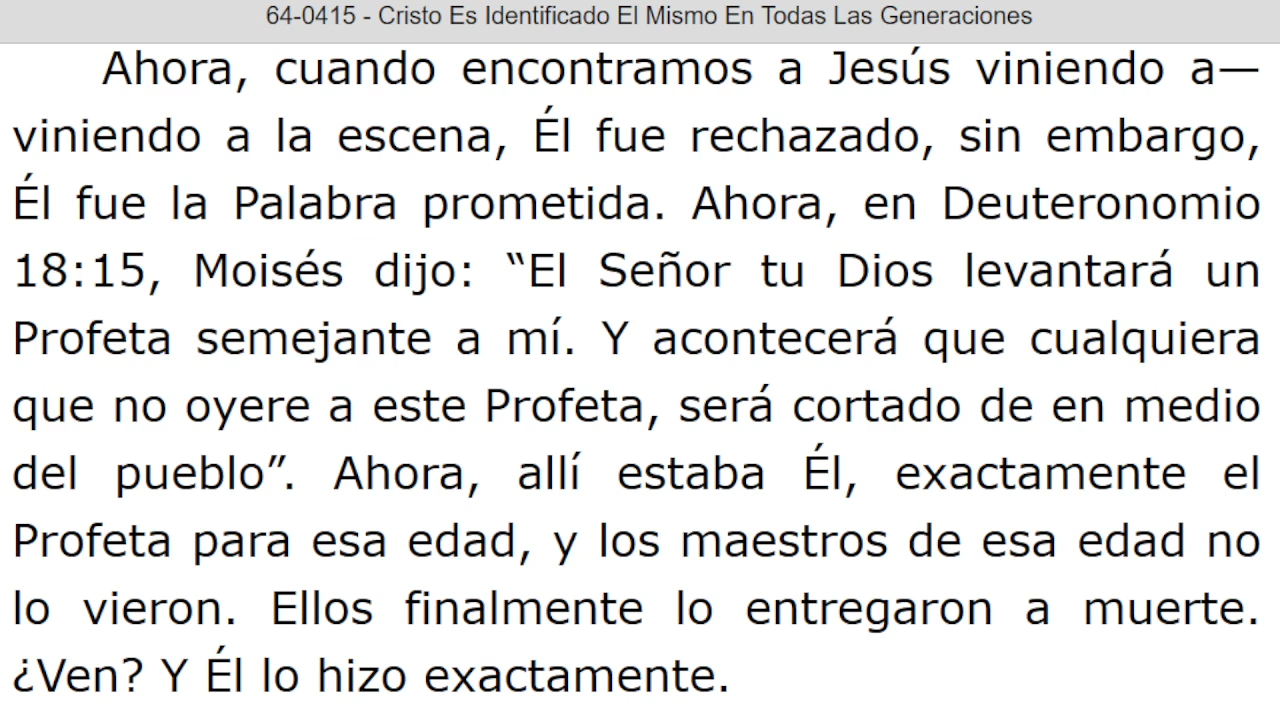 64-0415 - Cristo Es Identificado El Mismo En Todas Las Generaciones
Ahora, cuando encontramos a Jesús viniendo a—
viniendo a la escena, Él fue rechazado, sin embargo,
Él fue la Palabra prometida. Ahora, en Deuteronomio
18:15, Moisés dijo: “El Señor tu Dios levantará un
Profeta semejante a mí. Y acontecerá que cualquiera
que no oyere a este Profeta, será cortado de en medio
del pueblo”. Ahora, allí estaba Él, exactamente el
Profeta para esa edad, y los maestros de esa edad no
lo vieron. Ellos finalmente lo entregaron a muerte.
¿Ven? Y Él lo hizo exactamente.